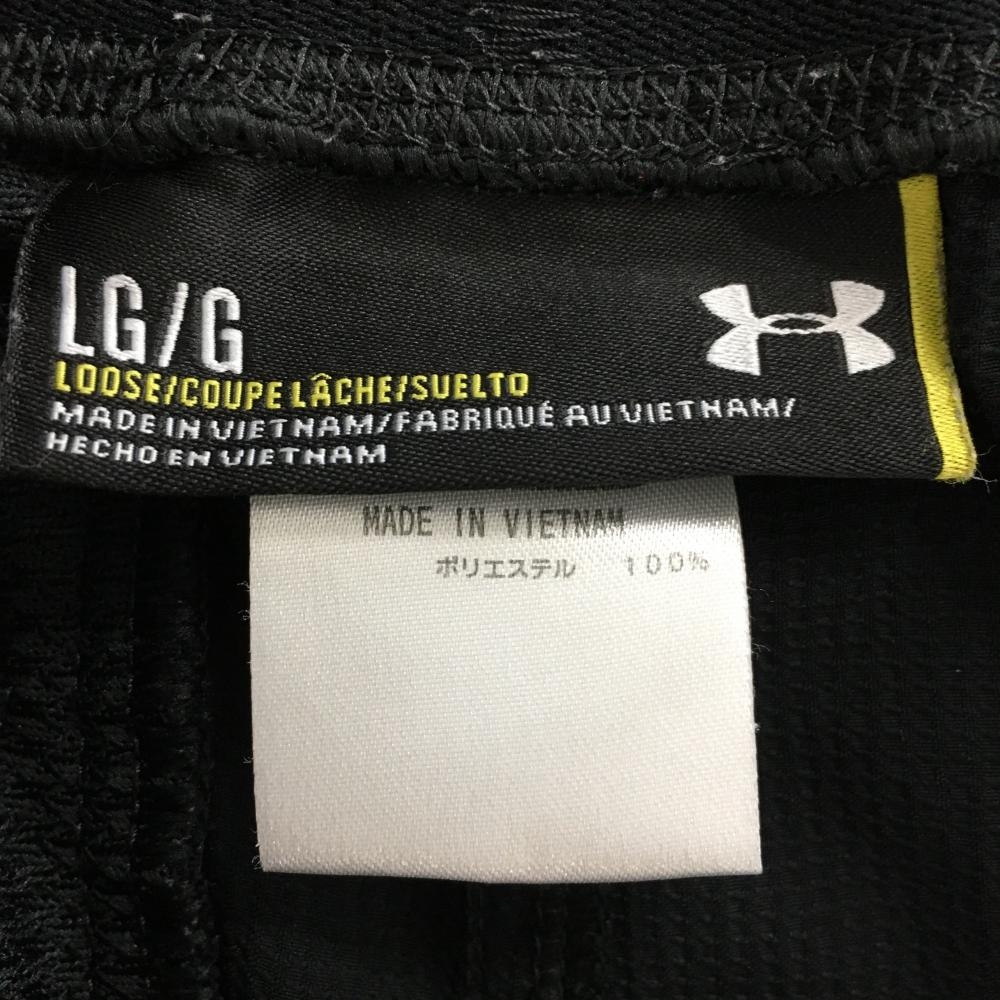 LG/G
LOOSE/COUPE LÂCHE/SUELTO
MADE IN VIETNAM/FABRIQUÉ AU VIETNAM/
HECHO EN VIETNAM
MADE IN VIETNAM
ポリエステル 100%